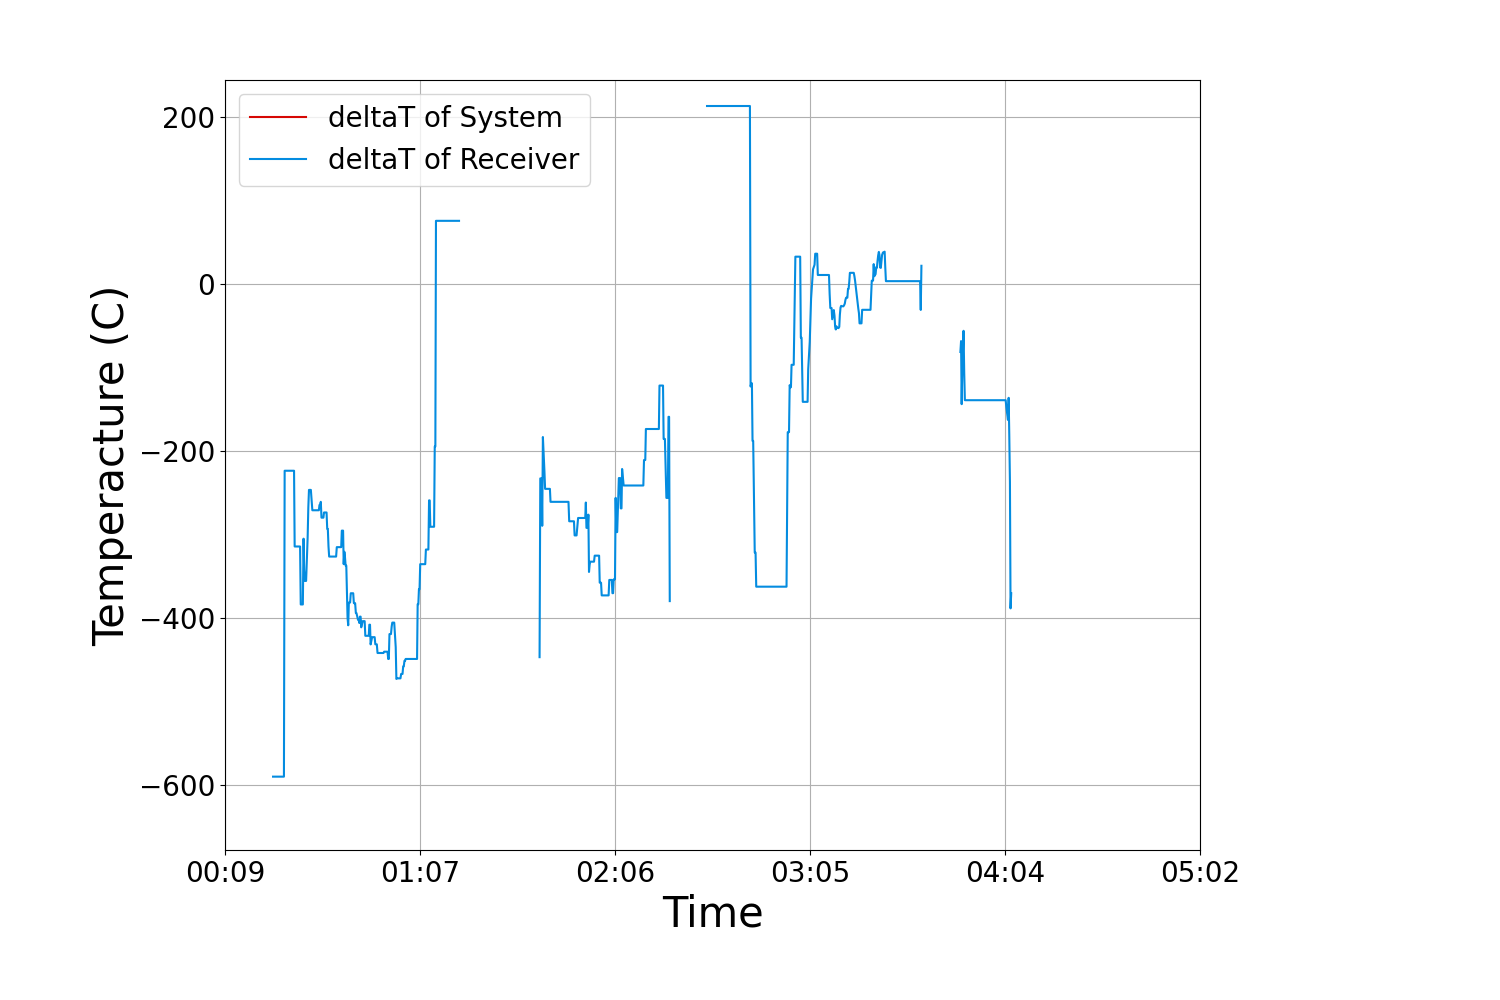 deltaT of System
deltaT of Receiver
200
0
−200
−400
−600
Temperacture (C)
00:09 01:07 02:06 03:05 04:04 05:02
Time